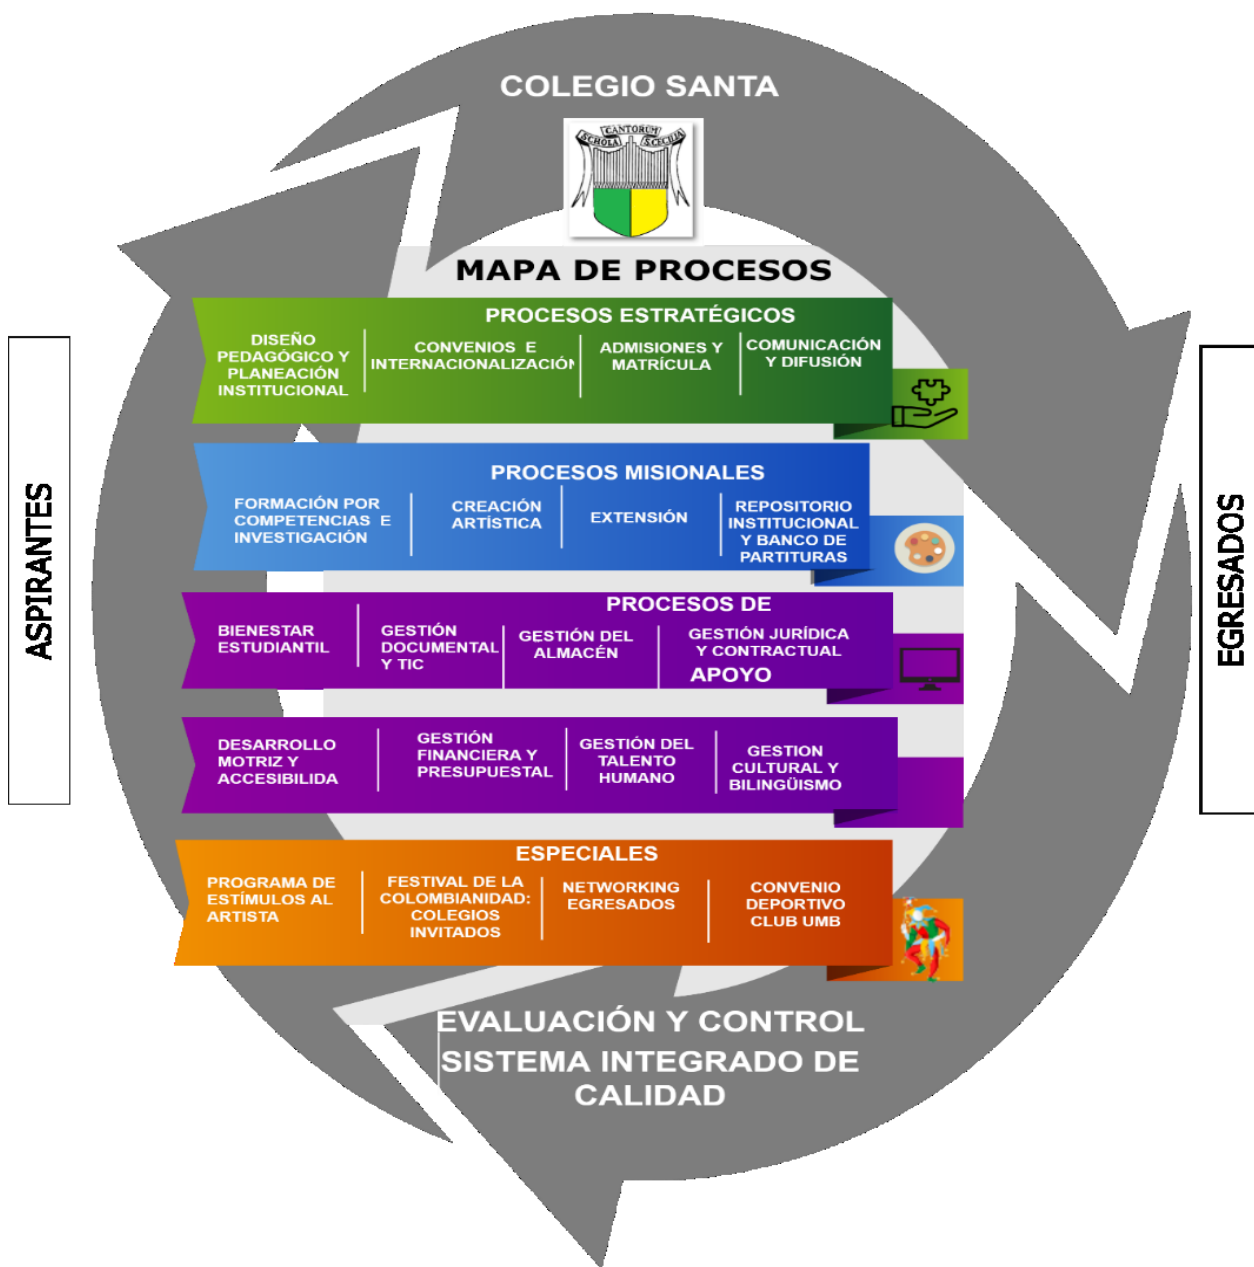 COLEGIO SANTA
SCHOLA CANTORUM S.CECILIA
MAPA DE PROCESOS
ASPIRANTES
PROCESOS ESTRATÉGICOS
DISEÑO
PEDAGÓGICO Y
PLANEACIÓN
INSTITUCIONAL
CONVENIOS E
INTERNACIONALIZACIÓN
ADMISIONES Y
MATRÍCULA
COMUNICACIÓN
Y DIFUSIÓN
PROCESOS MISIONALES
FORMACIÓN POR
COMPETENCIAS E
INVESTIGACIÓN
CREACIÓN
ARTÍSTICA
EXTENSIÓN
REPOSITORIO
INSTITUCIONAL
Y BANCO DE
PARTITURAS
PROCESOS DE
BIENESTAR
ESTUDIANTIL
GESTIÓN
DOCUMENTAL
Y TIC
GESTIÓN DEL
ALMACÉN
GESTIÓN JURÍDICA
Y CONTRACTUAL
APOYO
DESARROLLO
MOTRIZ Y
ACCESIBILIDA
GESTIÓN
FINANCIERA Y
PRESUPUESTAL
GESTIÓN DEL
TALENTO
HUMANO
GESTION
CULTURAL Y
BILINGÜISMO
ESPECIALES
PROGRAMA DE
ESTÍMULOS AL
ARTISTA
FESTIVAL DE LA
COLOMBIANIDAD:
COLEGIOS
INVITADOS
NETWORKING
EGRESADOS
CONVENIO
DEPORTIVO
CLUB UMB
EGRESADOS
EVALUACIÓN Y CONTROL
SISTEMA INTEGRADO DE
CALIDAD